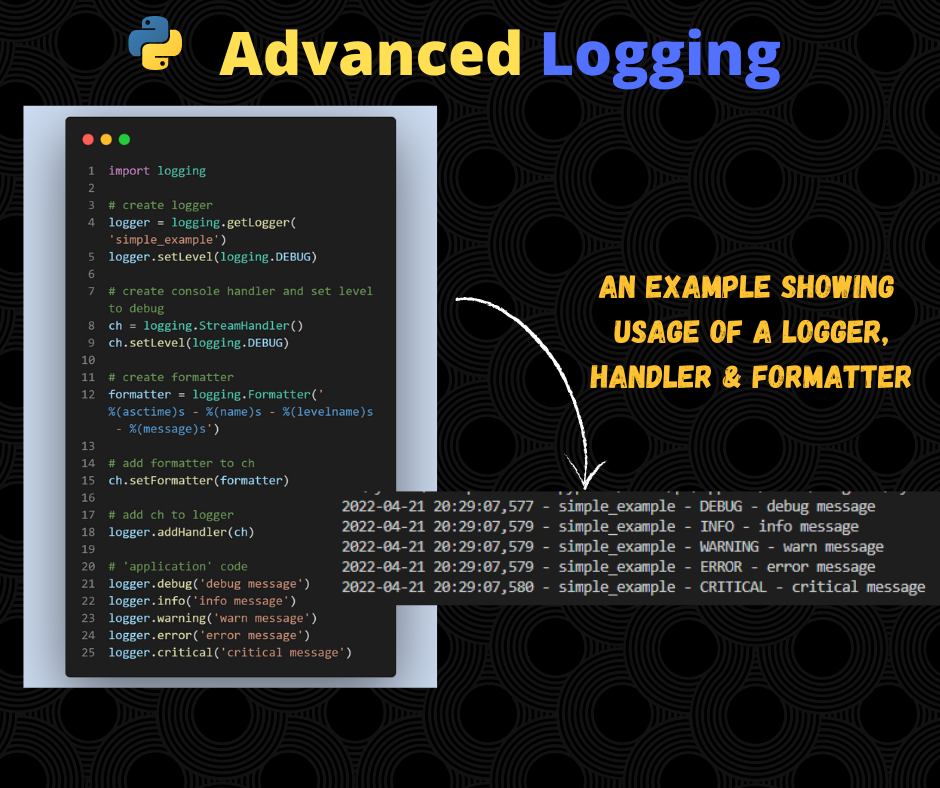 Advanced Logging
1 import logging
2
3 # create logger
4 logger = logging.getLogger(
'simple_example')
5 logger.setLevel(logging.DEBUG)
6
7 # create console handler and set level
to debug
8 ch = logging.StreamHandler()
9 ch.setLevel(logging.DEBUG)
10
11 # create formatter
12 formatter = logging.Formatter('
%(asctime)s - %(name)s - %(levelname)s
- %(message)s')
13
14 # add formatter to ch
15 ch.setFormatter(formatter)
16
17 # add ch to logger
18 logger.addHandler(ch)
19
20 # 'application' code
21 logger.debug('debug message')
22 logger.info('info message')
23 logger.warning('warn message')
24 logger.error('error message')
25 logger.critical('critical message')
AN EXAMPLE SHOWING
USAGE OF A LOGGER,
HANDLER & FORMATTER
2022-04-21 20:29:07,577 - simple_example - DEBUG - debug message
2022-04-21 20:29:07,579 - simple_example - INFO - info message
2022-04-21 20:29:07,579 - simple_example - WARNING - warn message
2022-04-21 20:29:07,579 - simple_example - ERROR - error message
2022-04-21 20:29:07,580 - simple_example - CRITICAL - critical message